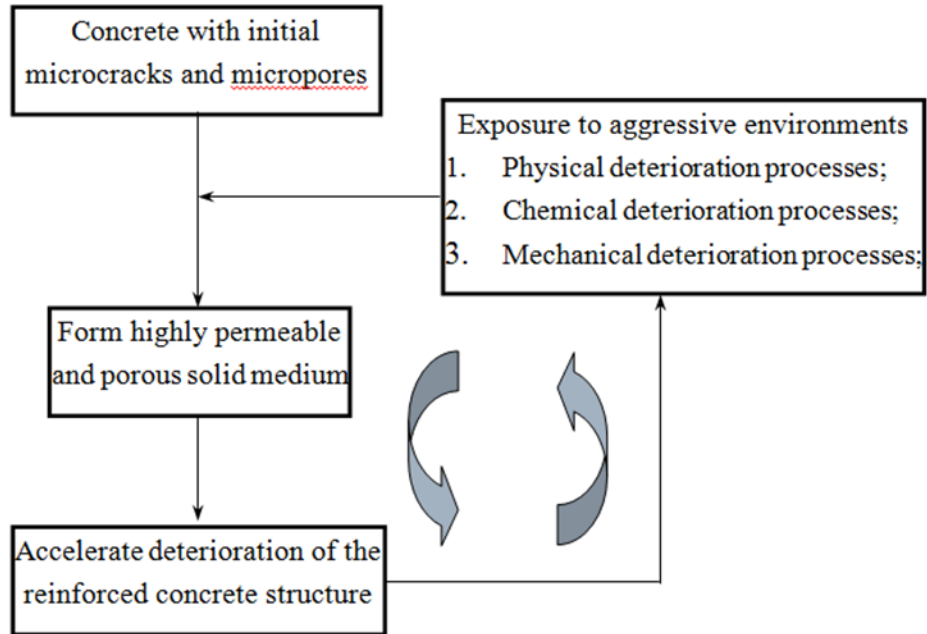 Concrete with initial
microcracks and micropores
Exposure to aggressive environments
1. Physical deterioration processes;
2. Chemical deterioration processes;
3. Mechanical deterioration processes;
Form highly permeable
and porous solid medium
Accelerate deterioration of the
reinforced concrete structure